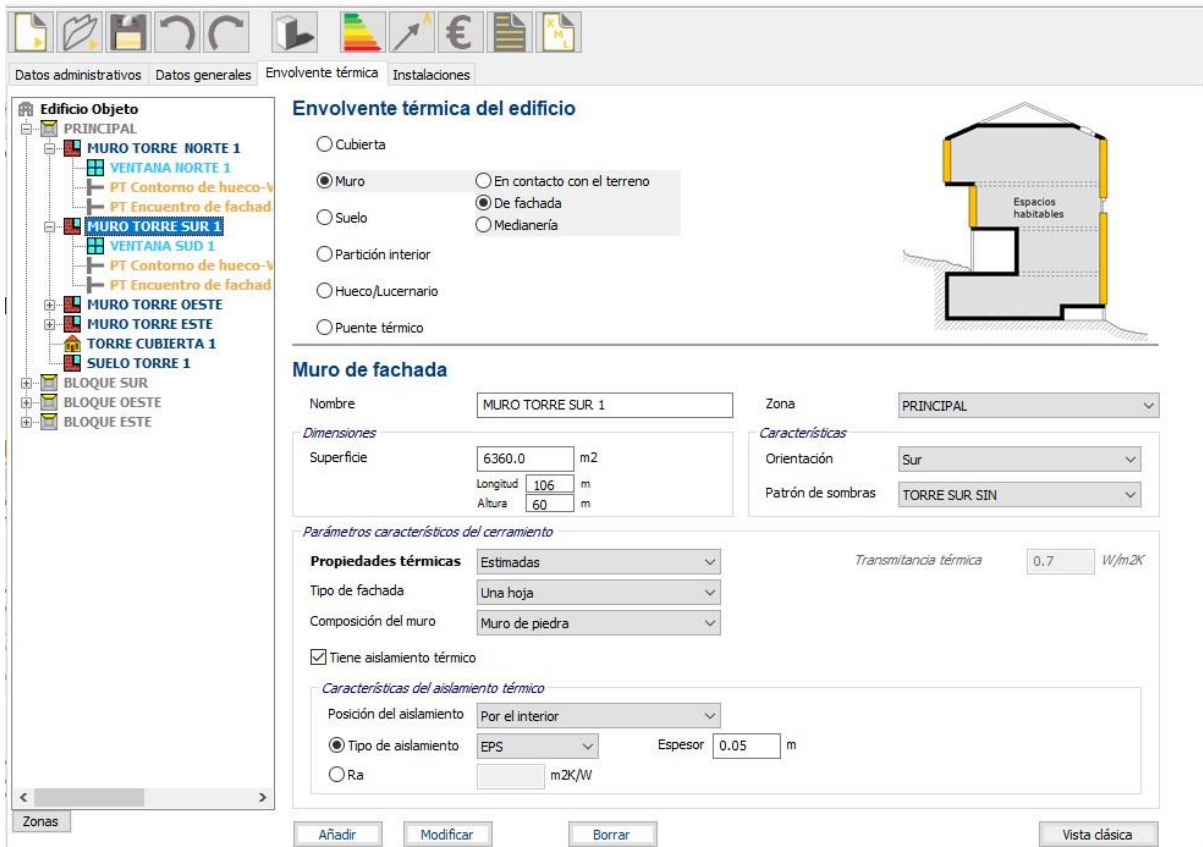 A
€
X
M
L
Datos administrativos Datos generales Envolvente térmica Instalaciones
Edificio Objeto
PRINCIPAL
MURO TORRE NORTE 1
VENTANA NORTE 1
PT Contorno de hueco-V
PT Encuentro de fachad
MURO TORRE SUR 1
VENTANA SUD 1
PT Contorno de hueco-V
PT Encuentro de fachad
MURO TORRE OESTE
MURO TORRE ESTE
TORRE CUBIERTA 1
SUELO TORRE 1
BLOQUE SUR
BLOQUE OESTE
BLOQUE ESTE
Zonas
Envolvente térmica del edificio
Cubierta
Muro
En contacto con el terreno
De fachada
Medianería
Suelo
Partición interior
Hueco/Lucernario
Puente térmico
Espacios
habitables
Muro de fachada
Nombre MURO TORRE SUR 1 Zona PRINCIPAL
Dimensiones
Superficie 6360.0 m2
Longitud 106 m
Altura 60 m
Características
Orientación Sur
Patrón de sombras TORRE SUR SIN
Parámetros característicos del cerramiento
Propiedades térmicas Estimadas Transmitancia térmica 0.7 W/m2K
Tipo de fachada Una hoja
Composición del muro Muro de piedra
Tiene aislamiento térmico
Características del aislamiento térmico
Posición del aislamiento Por el interior
Tipo de aislamiento EPS Espesor 0.05 m
Ra m2K/W
Añadir Modificar Borrar Vista clásica